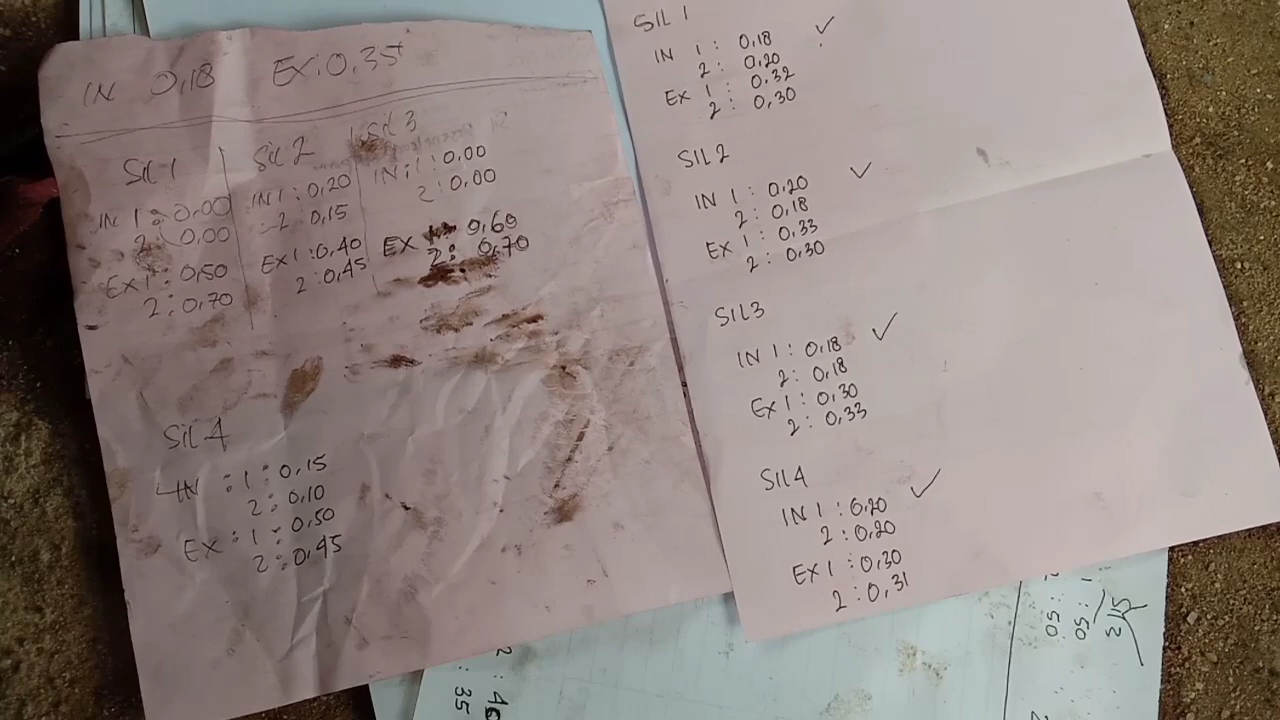 IN 0,18 EX: 0,35
SIL 1
IN 1: 0,00
2: 0,00
EX 1: 0,50
2: 0,70
SIL 2
IN 1: 0,20
2: 0,15
EX 1: 0,40
2: 0,45
SIL 3
IN: 1: 0,00
2: 0,00
EX 1: 0,60
2: 0,70
SIL 4
IN : 1: 0,15
2: 0,10
EX : 1: 0,50
2: 0,45
SIL 1
IN 1: 0,18 ✓
2: 0,20
EX 1: 0,32
2: 0,30
SIL 2
IN 1: 0,20 ✓
2: 0,18
EX 1: 0,33
2: 0,30
SIL3
IN 1: 0,18 ✓
2: 0,18
EX 1: 0,30
2: 0,33
SIL4
IN 1: 0,20 ✓
2: 0,20
EX 1: 0,30
2: 0,31
: 50
: 50
: 35